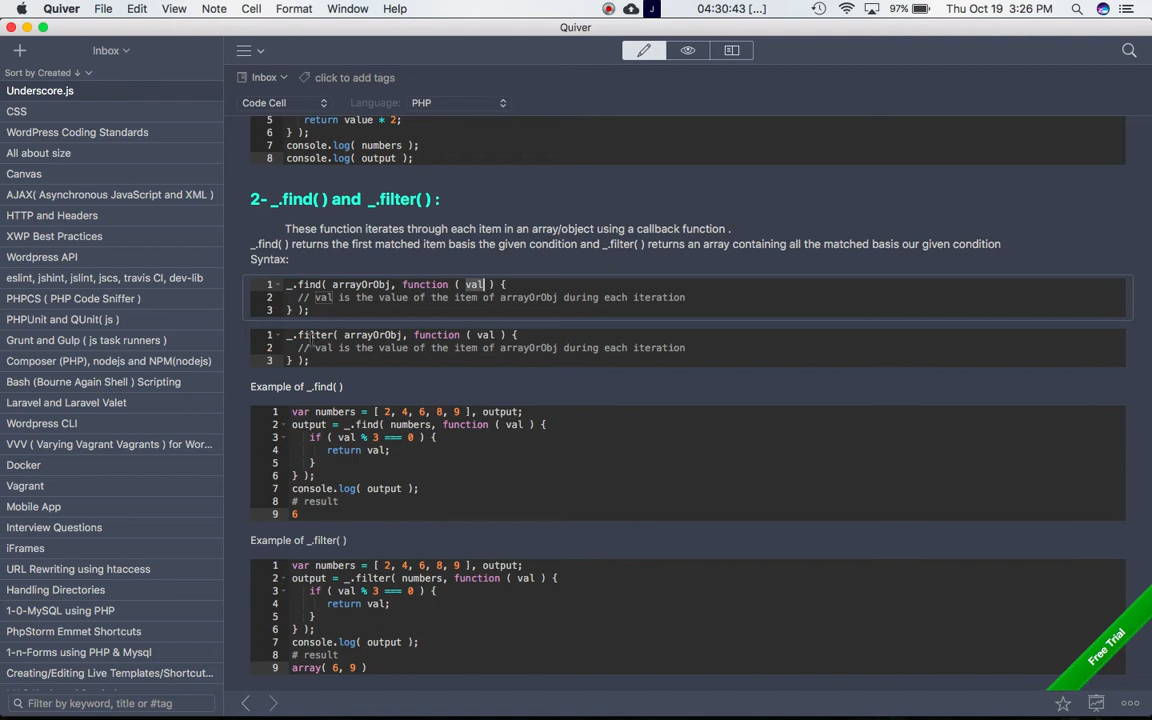 Quiver File Edit View Note Cell Format Window Help J 04:30:43 [...] 97% Thu Oct 19 3:26 PM
Quiver
Inbox
Sort by Created
Inbox click to add tags
Code Cell Language: PHP
Underscore.js
CSS
WordPress Coding Standards
All about size
Canvas
AJAX( Asynchronous JavaScript and XML )
HTTP and Headers
XWP Best Practices
Wordpress API
eslint, jshint, jslint, jscs, travis CI, dev-lib
PHPCS ( PHP Code Sniffer )
PHPUnit and QUnit( js )
Grunt and Gulp ( js task runners )
Composer (PHP), nodejs and NPM(nodejs)
Bash (Bourne Again Shell ) Scripting
Laravel and Laravel Valet
Wordpress CLI
VVV ( Varying Vagrant Vagrants ) for Wor...
Docker
Vagrant
Mobile App
Interview Questions
iFrames
URL Rewriting using htaccess
Handling Directories
1-0-MySQL using PHP
PhpStorm Emmet Shortcuts
1-n-Forms using PHP & Mysql
Creating/Editing Live Templates/Shortcut...
Filter by keyword, title or #tag
5 return value * 2;
6 } );
7 console.log( numbers );
8 console.log( output );
2- _.find( ) and _.filter( ) :
These function iterates through each item in an array/object using a callback function .
_.find( ) returns the first matched item basis the given condition and _.filter( ) returns an array containing all the matched basis our given condition
Syntax:
1 _.find( arrayOrObj, function ( val ) {
2 // val is the value of the item of arrayOrObj during each iteration
3 } );
1 _.filter( arrayOrObj, function ( val ) {
2 // val is the value of the item of arrayOrObj during each iteration
3 } );
Example of _.find( )
1 var numbers = [ 2, 4, 6, 8, 9 ], output;
2 output = _.find( numbers, function ( val ) {
3 if ( val % 3 === 0 ) {
4 return val;
5 }
6 } );
7 console.log( output );
8 # result
9 6
Example of _.filter( )
1 var numbers = [ 2, 4, 6, 8, 9 ], output;
2 output = _.filter( numbers, function ( val ) {
3 if ( val % 3 === 0 ) {
4 return val;
5 }
6 } );
7 console.log( output );
8 # result
9 array( 6, 9 )
Free Trial